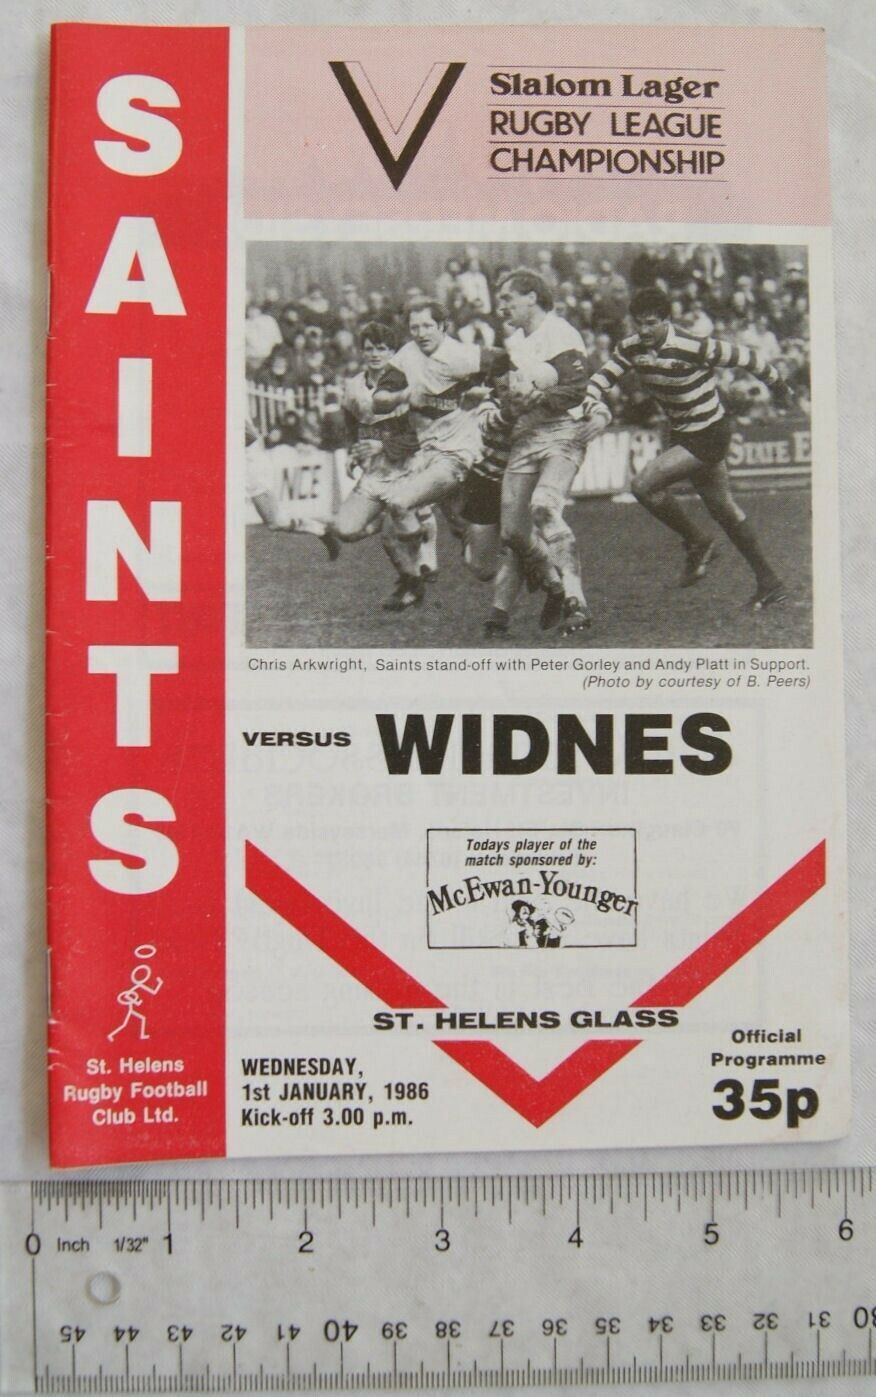 SAINTS
St. Helens
Rugby Football
Club Ltd.
Slalom Lager
RUGBY LEAGUE
CHAMPIONSHIP
NCE
STATE E
Chris Arkwright, Saints stand-off with Peter Gorley and Andy Platt in Support.
(Photo by courtesy of B. Peers)
VERSUS WIDNES
Todays player of the
match sponsored by:
McEwan-Younger
ST. HELENS GLASS
WEDNESDAY,
1st JANUARY, 1986
Kick-off 3.00 p.m.
Official
Programme
35p
0 Inch 1/32" 1 2 3 4 5 6
45 44 43 42 41 40 39 38 37 36 35 34 33 32 31 30